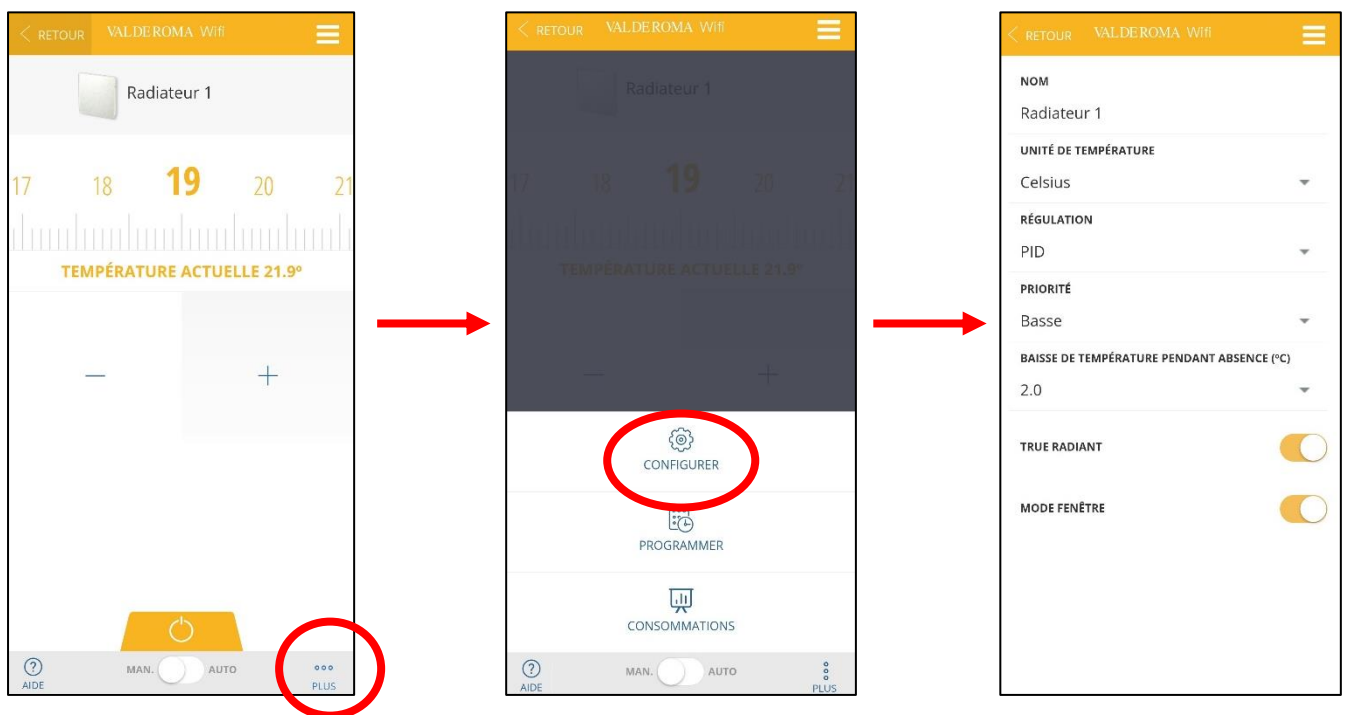 < RETOUR VALDEROMA Wifi
Radiateur 1
17 18 19 20 21
TEMPÉRATURE ACTUELLE 21.9°
− +
? AIDE
MAN. AUTO
PLUS
< RETOUR VALDEROMA Wifi
Radiateur 1
17 18 19 20 21
TEMPÉRATURE ACTUELLE 21.9°
− +
CONFIGURER
PROGRAMMER
CONSOMMATIONS
? AIDE
MAN. AUTO
PLUS
< RETOUR VALDEROMA Wifi
NOM
Radiateur 1
UNITÉ DE TEMPÉRATURE
Celsius
RÉGULATION
PID
PRIORITÉ
Basse
BAISSE DE TEMPÉRATURE PENDANT ABSENCE (°C)
2.0
TRUE RADIANT
MODE FENÊTRE